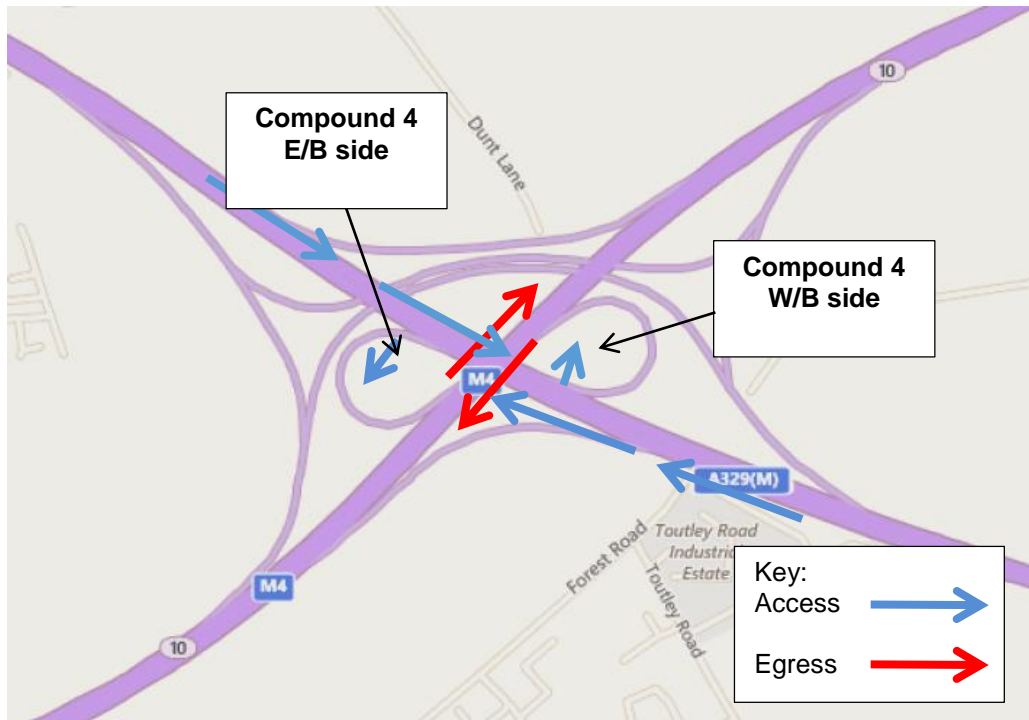 10
Compound 4
E/B side
Dunt Lane
Compound 4
W/B side
M4
A329(M)
Toutley Road
Industrial
Estate
Forest Road
Toutley Road
M4
10
Key:
Access
Egress